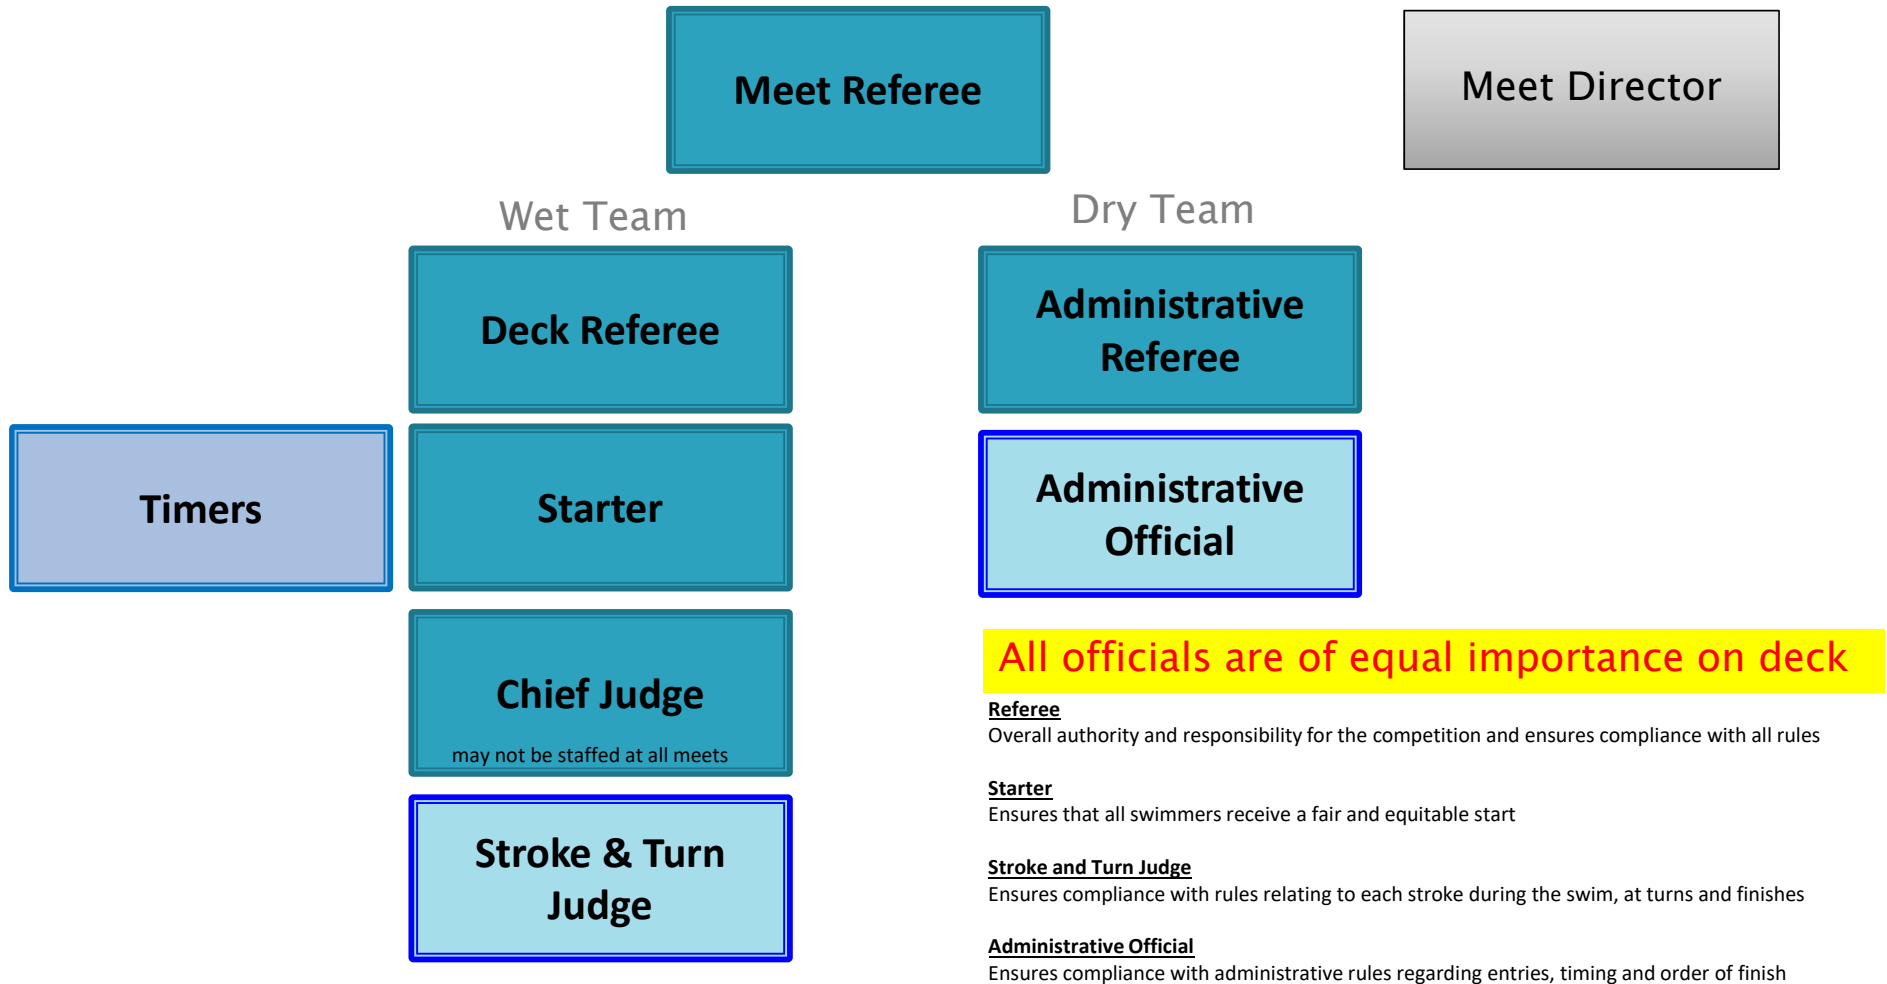 Meet Referee
Meet Director
Wet Team
Dry Team
Deck Referee
Administrative
Referee
Timers
Starter
Administrative
Official
Chief Judge
may not be staffed at all meets
Stroke & Turn
Judge
All officials are of equal importance on deck
Referee
Overall authority and responsibility for the competition and ensures compliance with all rules
Starter
Ensures that all swimmers receive a fair and equitable start
Stroke and Turn Judge
Ensures compliance with rules relating to each stroke during the swim, at turns and finishes
Administrative Official
Ensures compliance with administrative rules regarding entries, timing and order of finish